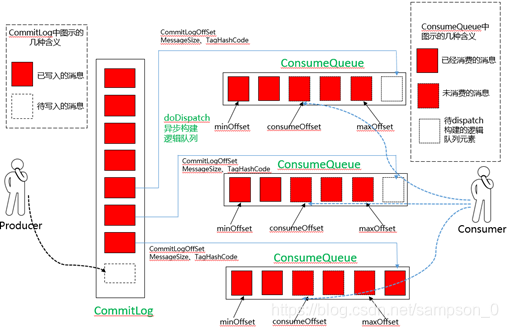 CommitLog中图示的
几种含义
已写入的消息
待写入的消息
CommitLogOffSet
MessageSize, TagHashCode
ConsumeQueue
minOffset
consumeOffset
maxOffset
ConsumeQueue中
图示的几种含义
已经消费的消息
未消费的消息
待dispatch
构建的逻辑
队列元素
doDispatch
异步构建
逻辑队列
CommitLogOffSet
MessageSize, TagHashCode
ConsumeQueue
minOffset
consumeOffset
maxOffset
Producer
Consumer
CommitLogOffSet
MessageSize, TagHashCode
ConsumeQueue
minOffset
consumeOffset
maxOffset
CommitLog
https://blog.csdn.net/sampson_0